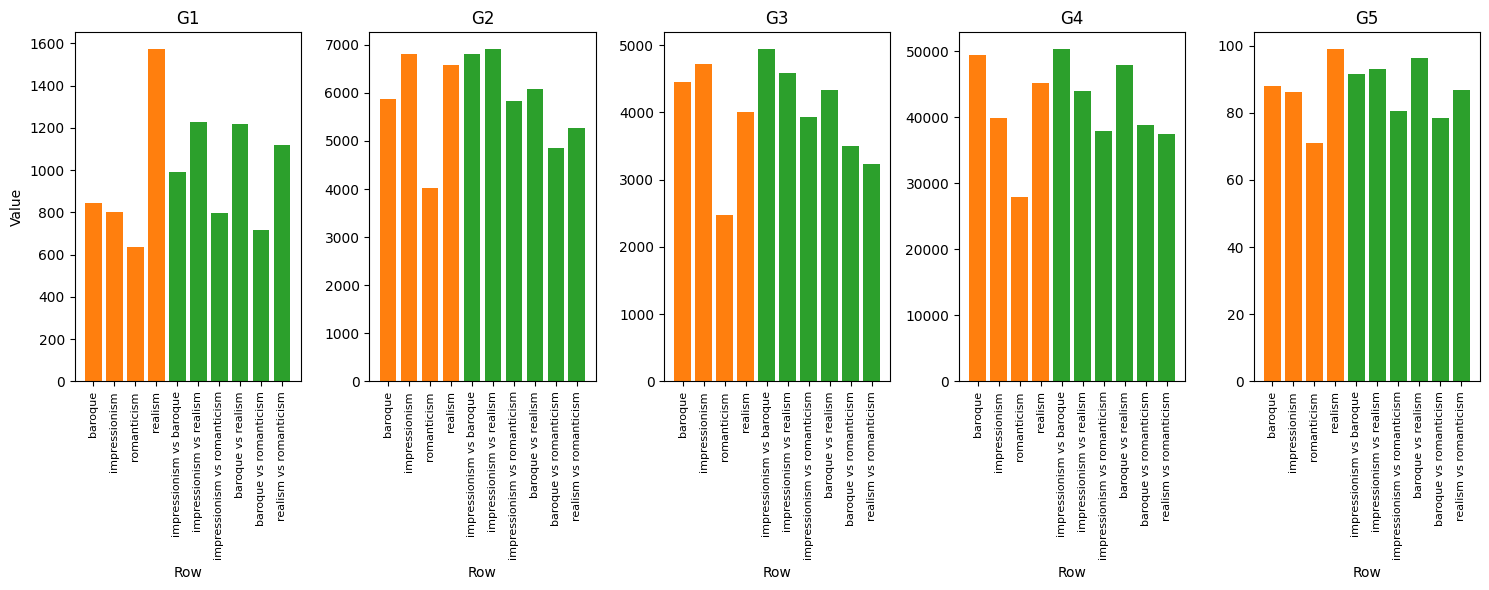 G1
Value
1600
1400
1200
1000
800
600
400
200
0
baroque
impressionism
romanticism
realism
impressionism vs baroque
impressionism vs realism
impressionism vs romanticism
baroque vs realism
baroque vs romanticism
realism vs romanticism
Row
G2
7000
6000
5000
4000
3000
2000
1000
0
baroque
impressionism
romanticism
realism
impressionism vs baroque
impressionism vs realism
impressionism vs romanticism
baroque vs realism
baroque vs romanticism
realism vs romanticism
Row
G3
5000
4000
3000
2000
1000
0
baroque
impressionism
romanticism
realism
impressionism vs baroque
impressionism vs realism
impressionism vs romanticism
baroque vs realism
baroque vs romanticism
realism vs romanticism
Row
G4
50000
40000
30000
20000
10000
0
baroque
impressionism
romanticism
realism
impressionism vs baroque
impressionism vs realism
impressionism vs romanticism
baroque vs realism
baroque vs romanticism
realism vs romanticism
Row
G5
100
80
60
40
20
0
baroque
impressionism
romanticism
realism
impressionism vs baroque
impressionism vs realism
impressionism vs romanticism
baroque vs realism
baroque vs romanticism
realism vs romanticism
Row